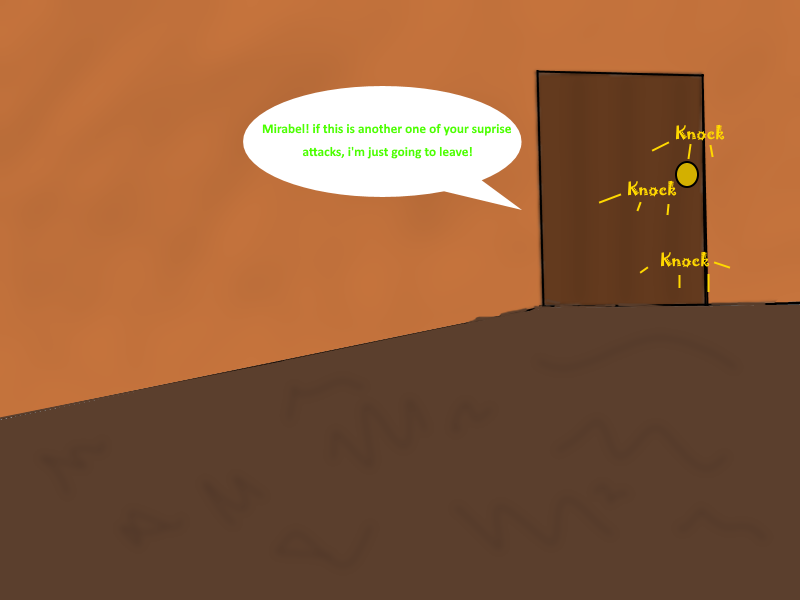 Mirabel! if this is another one of your suprise
attacks, i'm just going to leave!
Knock
Knock
Knock